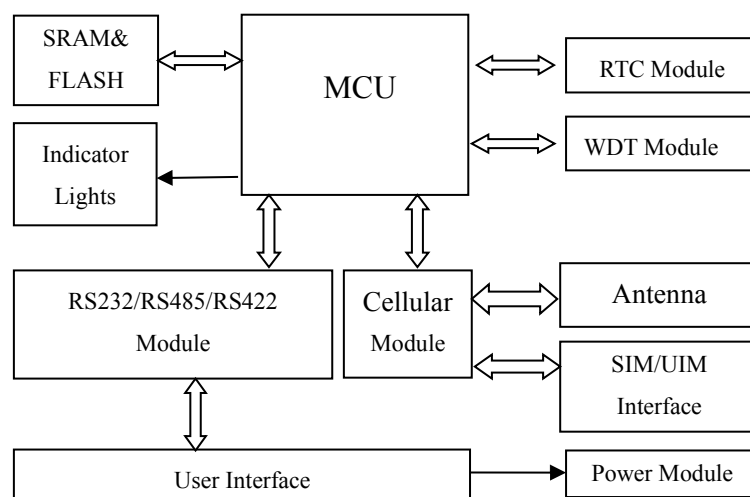 SRAM&
FLASH
MCU
RTC Module
WDT Module
Indicator
Lights
RS232/RS485/RS422
Module
Cellular
Module
Antenna
SIM/UIM
Interface
User Interface
Power Module